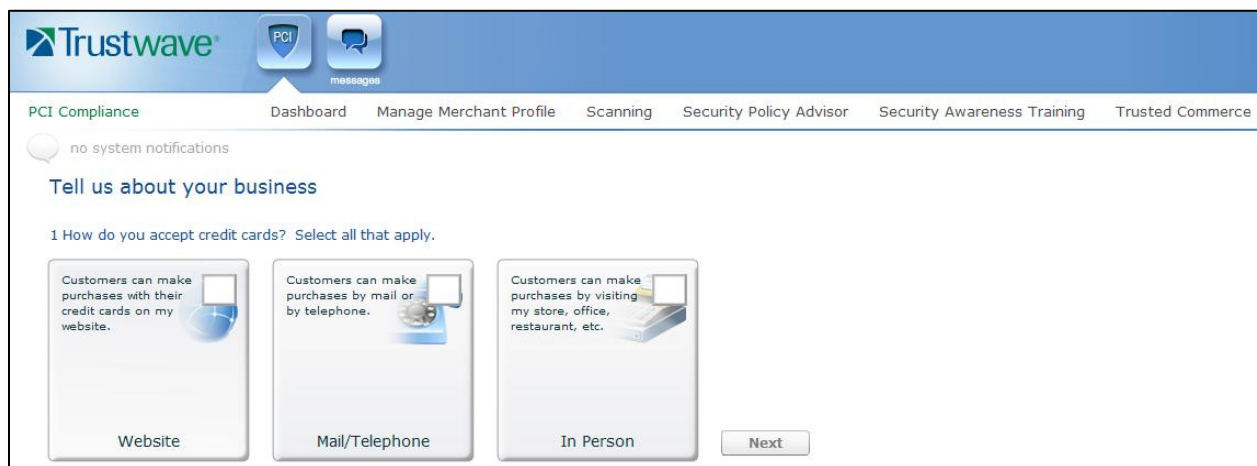 Trustwave®
PCI
messages
PCI Compliance Dashboard Manage Merchant Profile Scanning Security Policy Advisor Security Awareness Training Trusted Commerce
no system notifications
Tell us about your business
1 How do you accept credit cards? Select all that apply.
Customers can make
purchases with their
credit cards on my
website.
Website
Customers can make
purchases by mail or
by telephone.
Mail/Telephone
Customers can make
purchases by visiting
my store, office,
restaurant, etc.
In Person
Next